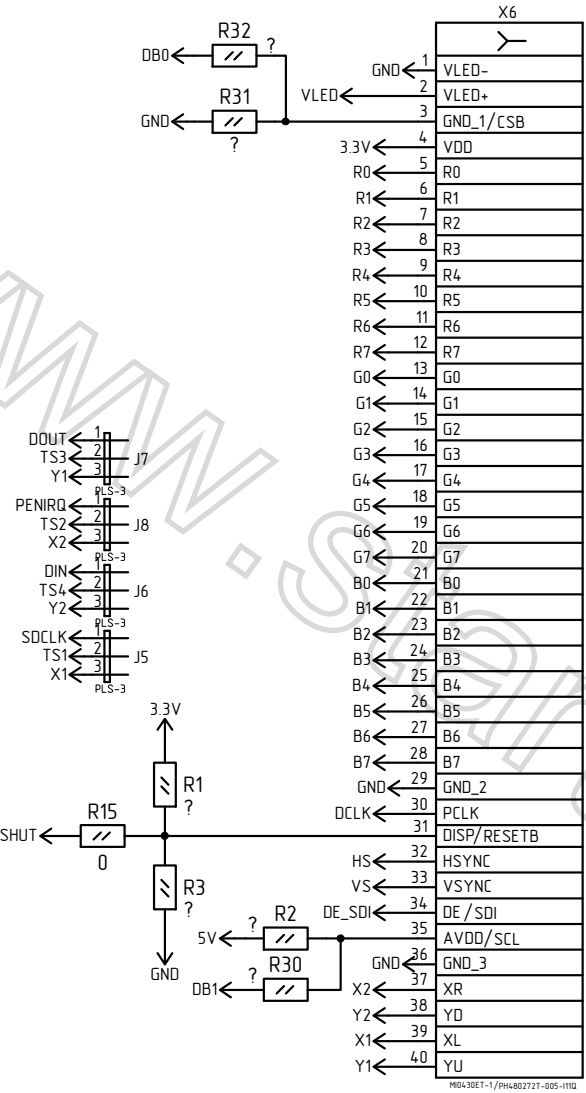 X6
R32
DB0 ?
GND 1 VLED-
VLED 2 VLED+
R31
GND 3 GND_1/CSB
?
3.3V 4 VDD
R0 5 R0
R1 6 R1
R2 7 R2
R3 8 R3
R4 9 R4
R5 10 R5
R6 11 R6
R7 12 R7
G0 13 G0
G1 14 G1
G2 15 G2
G3 16 G3
G4 17 G4
G5 18 G5
G6 19 G6
G7 20 G7
B0 21 B0
B1 22 B1
B2 23 B2
B3 24 B3
B4 25 B4
B5 26 B5
B6 27 B6
B7 28 B7
GND 29 GND_2
DCLK 30 PCLK
31 DISP/RESETB
HS 32 HSYNC
VS 33 VSYNC
DE_SDI 34 DE/SDI
35 AVDD/SCL
GND 36 GND_3
X2 37 XR
Y2 38 YD
X1 39 XL
Y1 40 YU
MI0430ET-1/PH480272T-005-I11Q
DOUT 1
TS3 2 J7
Y1 3
PLS-3
PENIRQ 1
TS2 2 J8
X2 3
PLS-3
DIN 1
TS4 2 J6
Y2 3
PLS-3
SDCLK 1
TS1 2 J5
X1 3
PLS-3
3.3V
R1
?
R15
SHUT
0
R3
?
GND
R2
5V ?
R30
DB1 ?
www.star